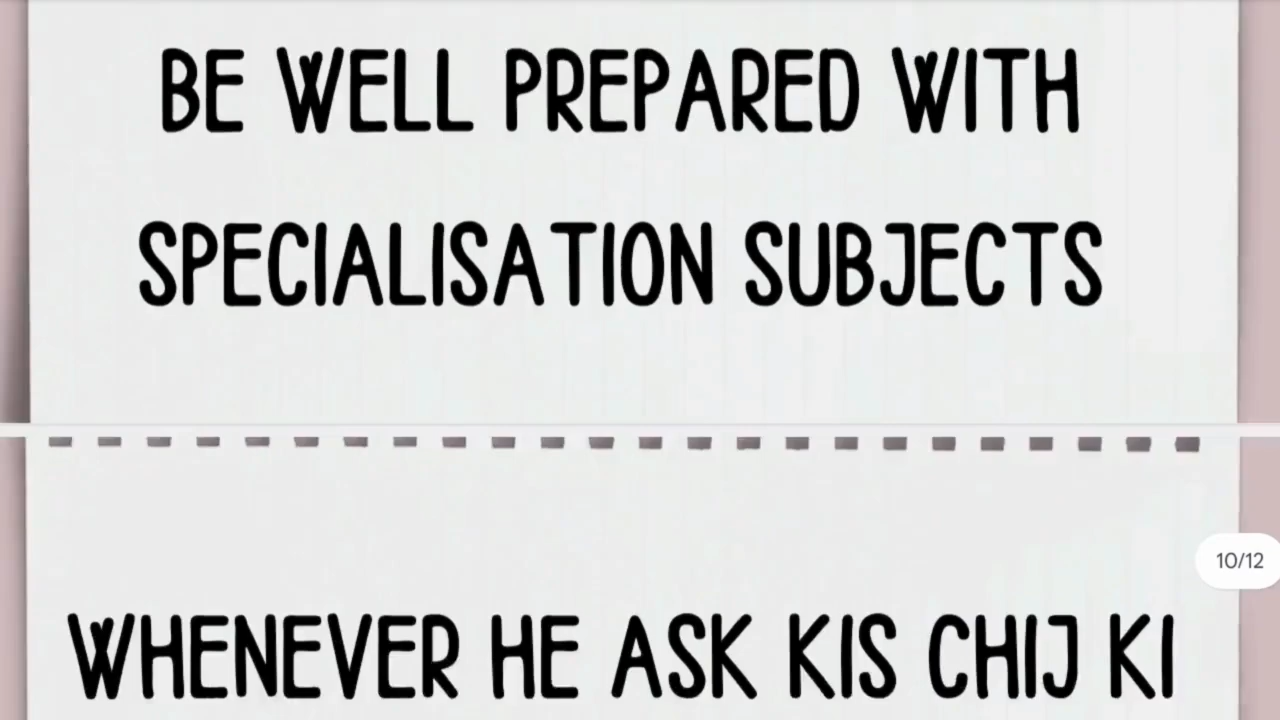 BE WELL PREPARED WITH
SPECIALISATION SUBJECTS
10/12
WHENEVER HE ASK KIS CHIJ KI